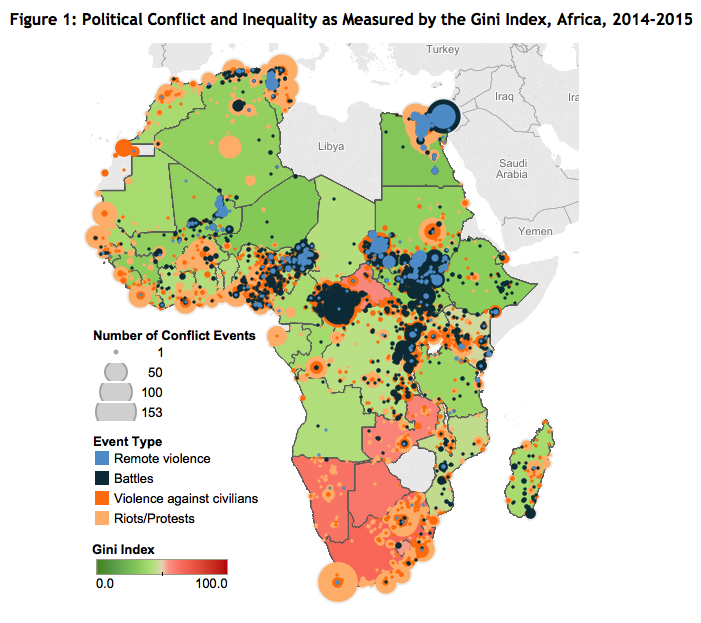 Figure 1: Political Conflict and Inequality as Measured by the Gini Index, Africa, 2014-2015
Turkey
Iraq
Ira
Libya
Saudi
Arabia
Yemen
Number of Conflict Events
1
50
100
153
Event Type
Remote violence
Battles
Violence against civilians
Riots/Protests
Gini Index
0.0
100.0